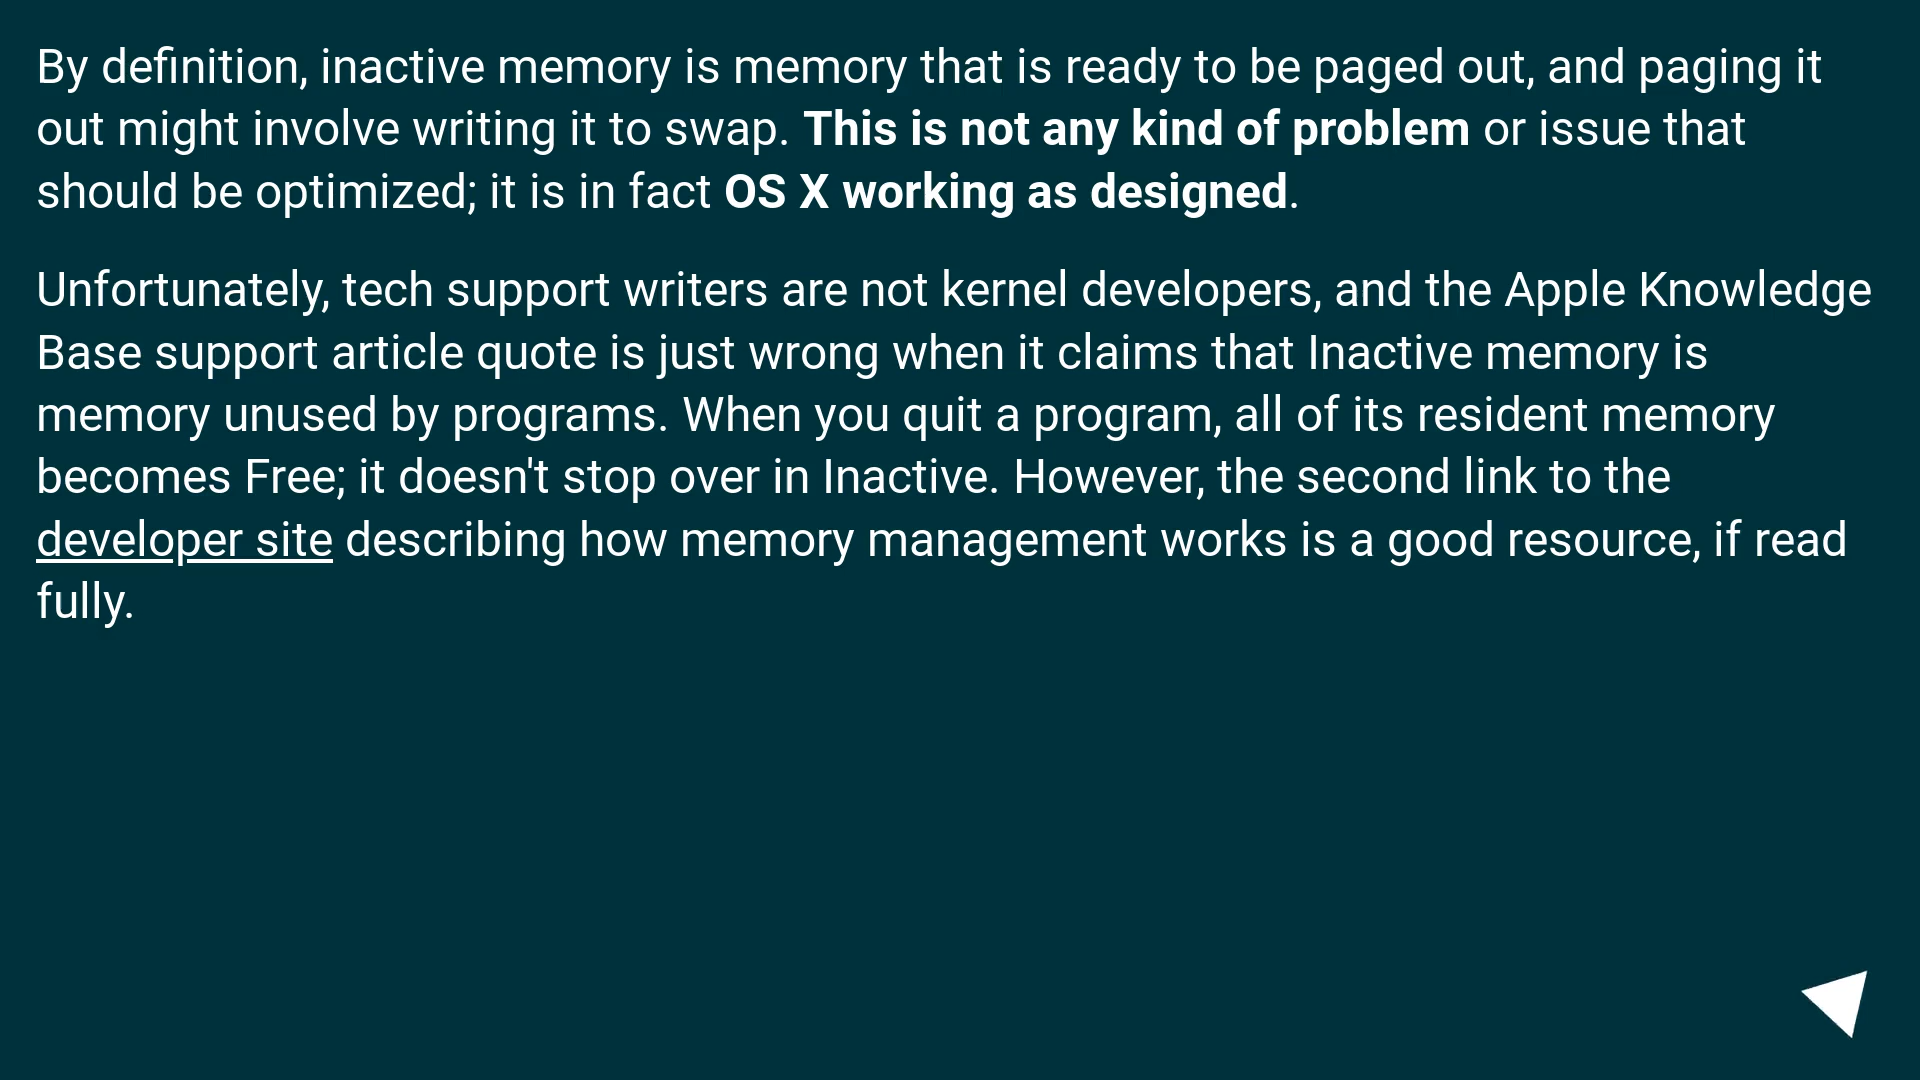 By definition, inactive memory is memory that is ready to be paged out, and paging it
out might involve writing it to swap. This is not any kind of problem or issue that
should be optimized; it is in fact OS X working as designed.
Unfortunately, tech support writers are not kernel developers, and the Apple Knowledge
Base support article quote is just wrong when it claims that Inactive memory is
memory unused by programs. When you quit a program, all of its resident memory
becomes Free; it doesn't stop over in Inactive. However, the second link to the
developer site describing how memory management works is a good resource, if read
fully.